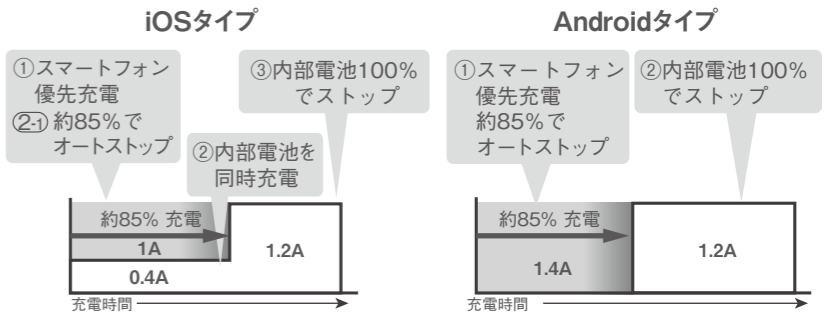 iOSタイプ
①スマートフォン
優先充電
2-1 約85%で
オートストップ
②内部電池を
同時充電
③内部電池100%
でストップ
約85% 充電
1A
0.4A
1.2A
充電時間
Androidタイプ
①スマートフォン
優先充電
約85%で
オートストップ
②内部電池100%
でストップ
約85% 充電
1.4A
1.2A
充電時間